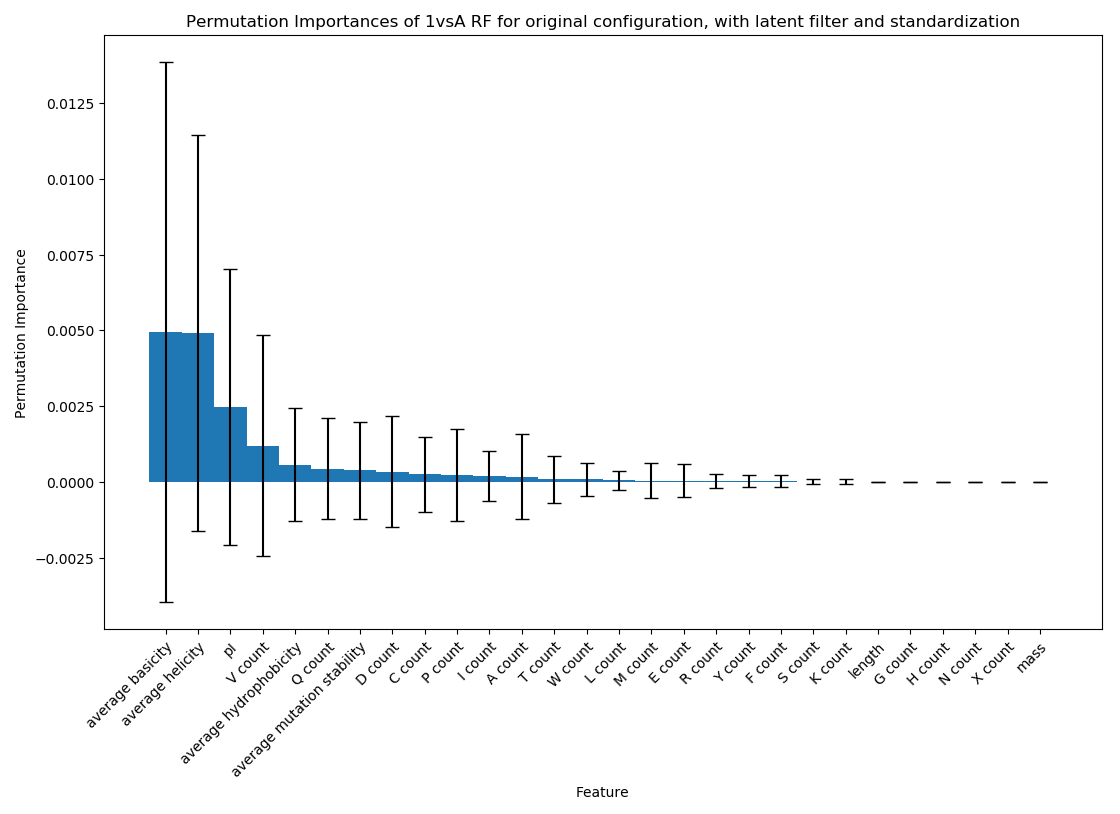 Permutation Importances of 1vsA RF for original configuration, with latent filter and standardization
0.0125
0.0100
0.0075
0.0050
0.0025
0.0000
−0.0025
Permutation Importance
average basicity
average helicity
pI
V count
average hydrophobicity
Q count
average mutation stability
D count
C count
P count
I count
A count
T count
W count
L count
M count
E count
R count
Y count
F count
S count
K count
length
G count
H count
N count
X count
mass
Feature